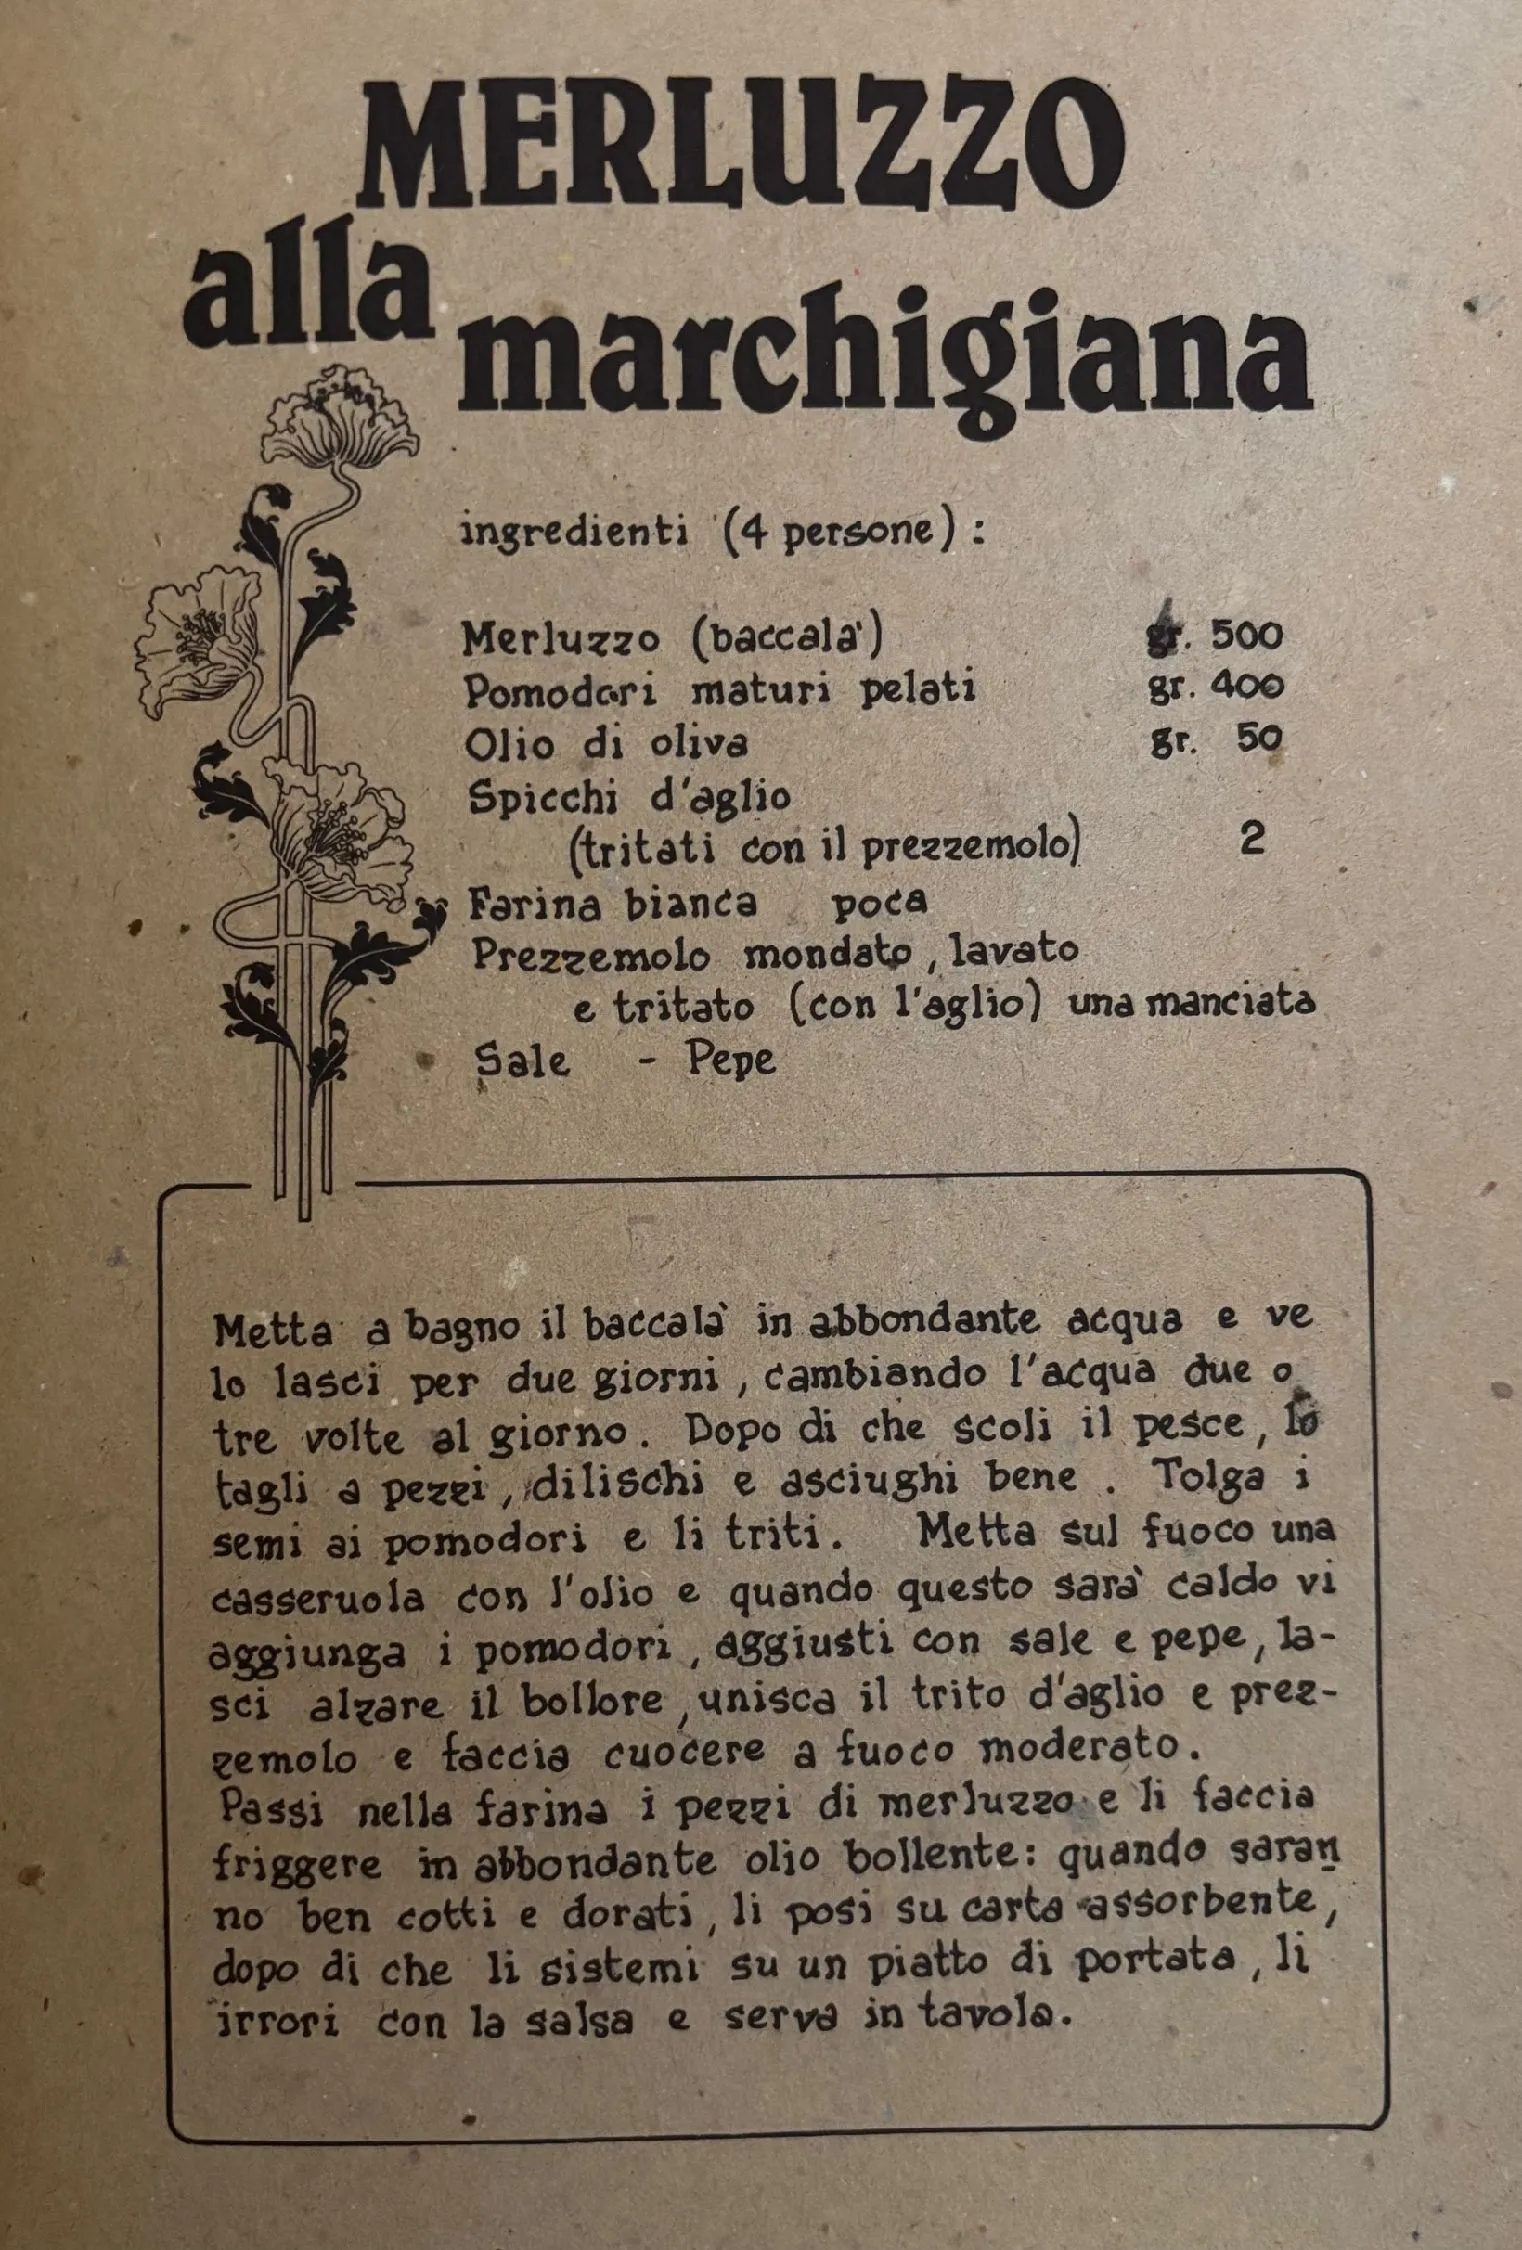 MERLUZZO
alla
marchigiana
ingredienti (4 persone) :
Merluzzo (baccala') gr. 500
Pomodori maturi pelati gr. 400
Olio di oliva gr. 50
Spicchi d'aglio
(tritati con il prezzemolo) 2
Farina bianca poca
Prezzemolo mondato, lavato
e tritato (con l'aglio) una manciata
Sale - Pepe
Metta a bagno il baccala' in abbondante acqua e ve
lo lasci per due giorni, cambiando l'acqua due o
tre volte al giorno. Dopo di che scoli il pesce, lo
tagli a pezzi, dilischi e asciughi bene. Tolga i
semi ai pomodori e li triti. Metta sul fuoco una
casseruola con l'olio e quando questo sara' caldo vi
aggiunga i pomodori, aggiusti con sale e pepe, la-
sci alzare il bollore, unisca il trito d'aglio e prez-
zemolo e faccia cuocere a fuoco moderato.
Passi nella farina i pezzi di merluzzo e li faccia
friggere in abbondante olio bollente: quando saran
no ben cotti e dorati, li posi su carta assorbente,
dopo di che li sistemi su un piatto di portata, li
irrori con la salsa e serva in tavola.